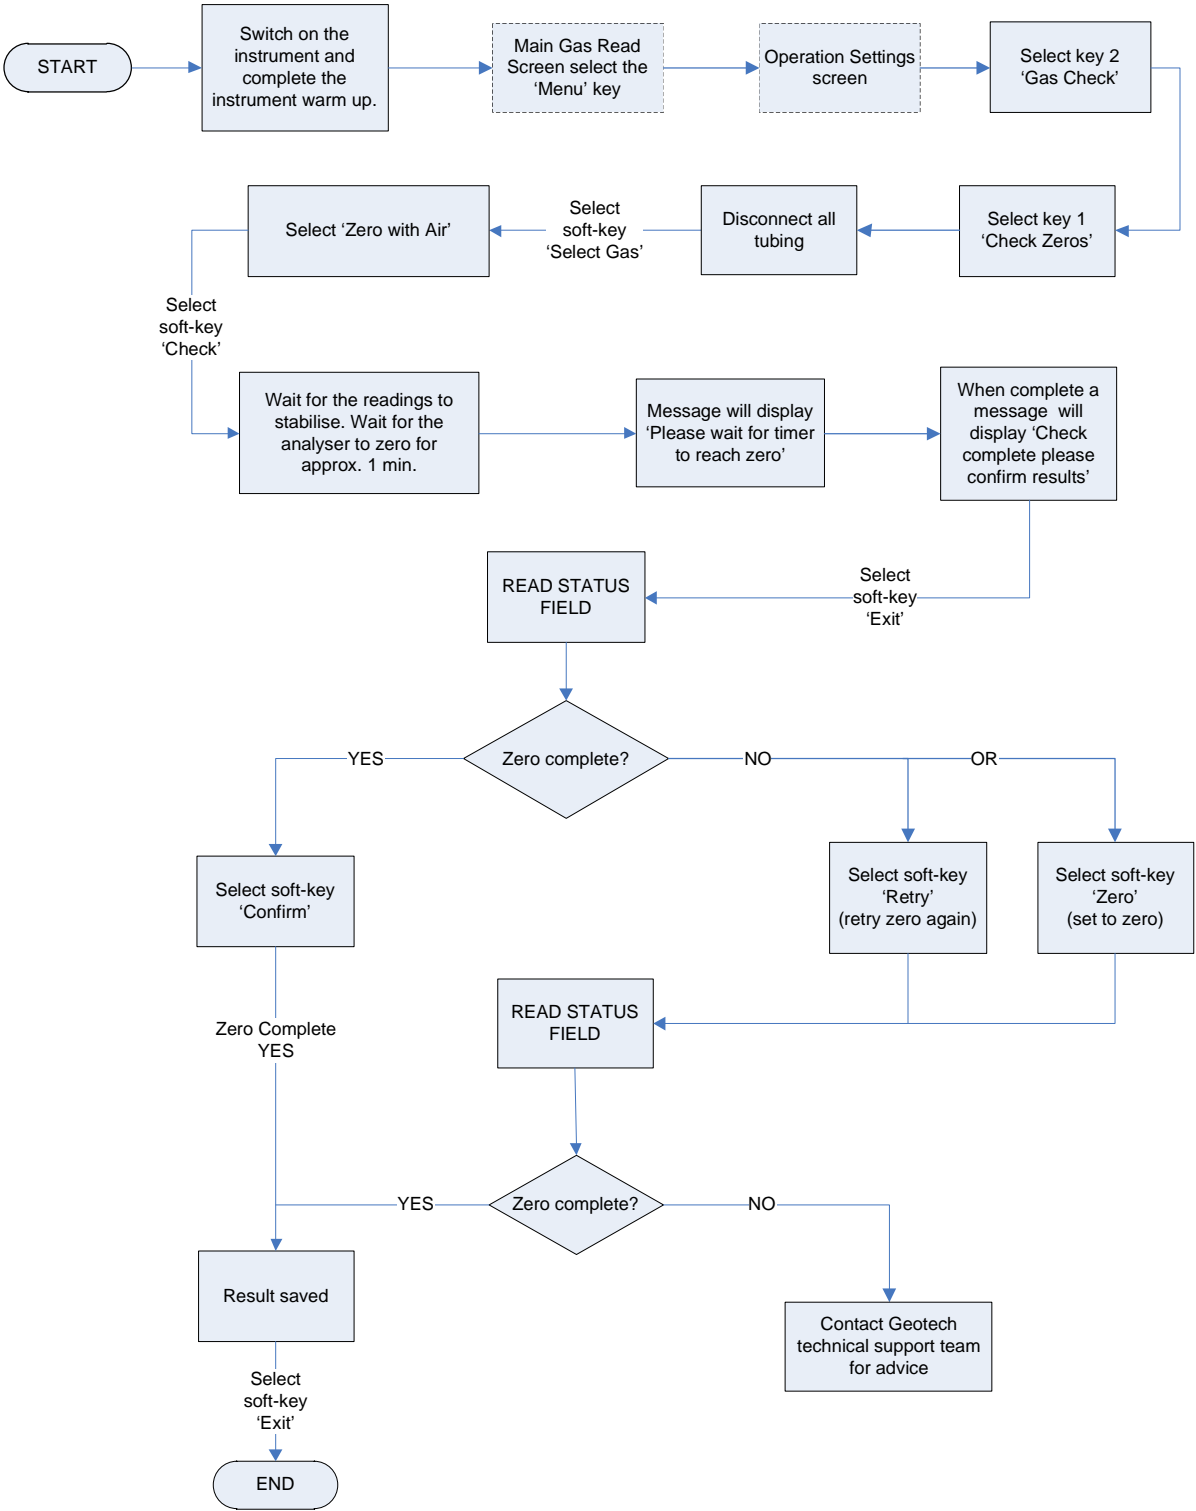 START
Switch on the
instrument and
complete the
instrument warm up.
Main Gas Read
Screen select the
‘Menu’ key
Operation Settings
screen
Select key 2
‘Gas Check’
Select key 1
‘Check Zeros’
Disconnect all
tubing
Select
soft-key
‘Select Gas’
Select ‘Zero with Air’
Select
soft-key
‘Check’
Wait for the readings to
stabilise. Wait for the
analyser to zero for
approx. 1 min.
Message will display
‘Please wait for timer
to reach zero’
When complete a
message will
display ‘Check
complete please
confirm results’
Select
soft-key
‘Exit’
READ STATUS
FIELD
Zero complete?
YES
NO
OR
Select soft-key
‘Confirm’
Select soft-key
‘Retry’
(retry zero again)
Select soft-key
‘Zero’
(set to zero)
Zero Complete
YES
READ STATUS
FIELD
Zero complete?
YES
NO
Result saved
Contact Geotech
technical support team
for advice
Select
soft-key
‘Exit’
END